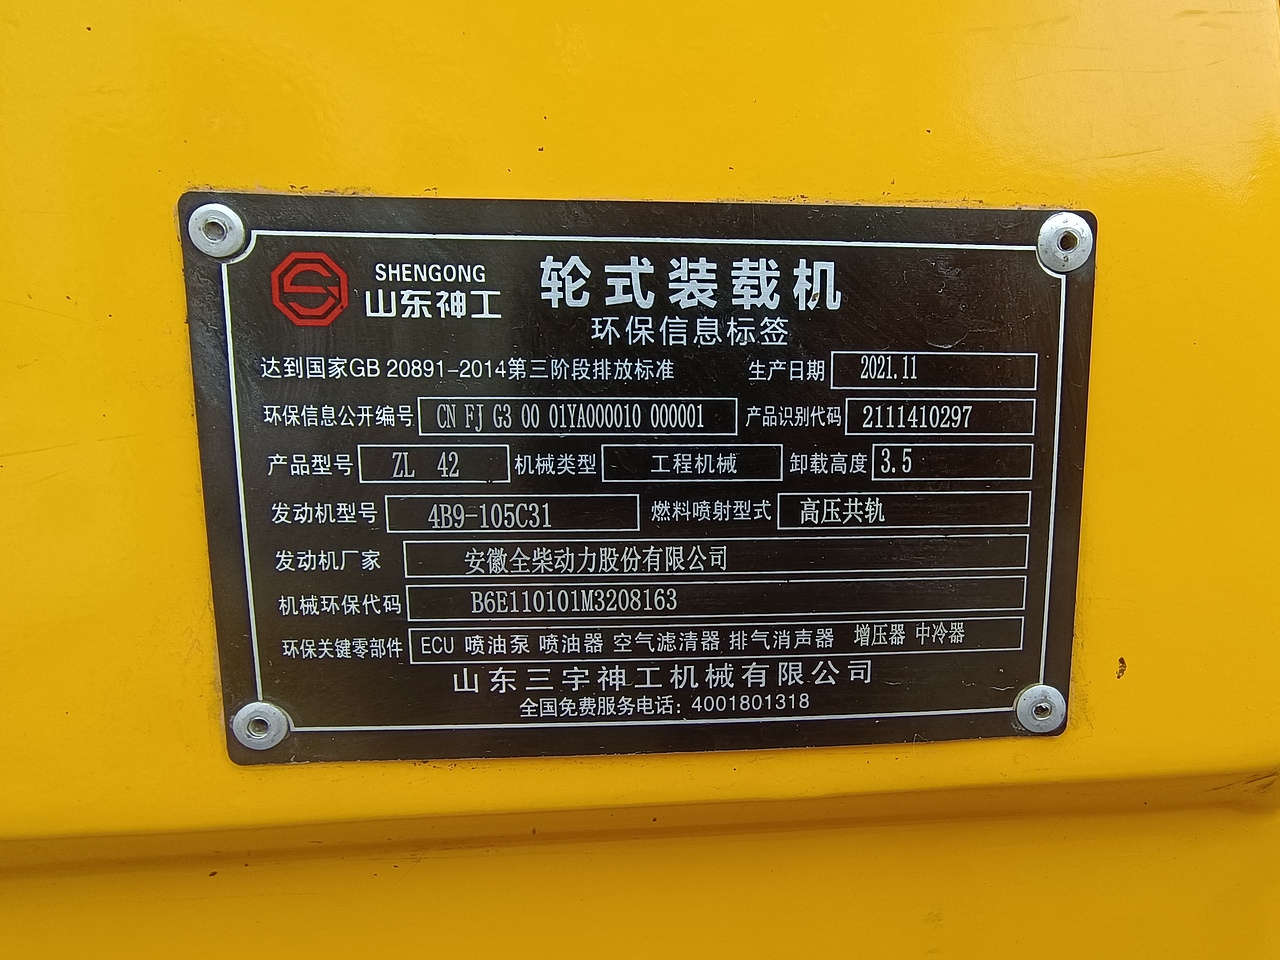 SHENGONG
山东神工
轮式装载机
环保信息标签
达到国家GB 20891-2014第三阶段排放标准 生产日期 2021.11
环保信息公开编号 CN FJ G3 00 01YA000010 000001 产品识别代码 2111410297
产品型号 ZL 42 机械类型 工程机械 卸载高度 3.5
发动机型号 4B9-105C31 燃料喷射型式 高压共轨
发动机厂家 安徽全柴动力股份有限公司
机械环保代码 B6E110101M3208163
环保关键零部件 ECU 喷油泵 喷油器 空气滤清器 排气消声器 增压器 中冷器
山东三宇神工机械有限公司
全国免费服务电话：4001801318